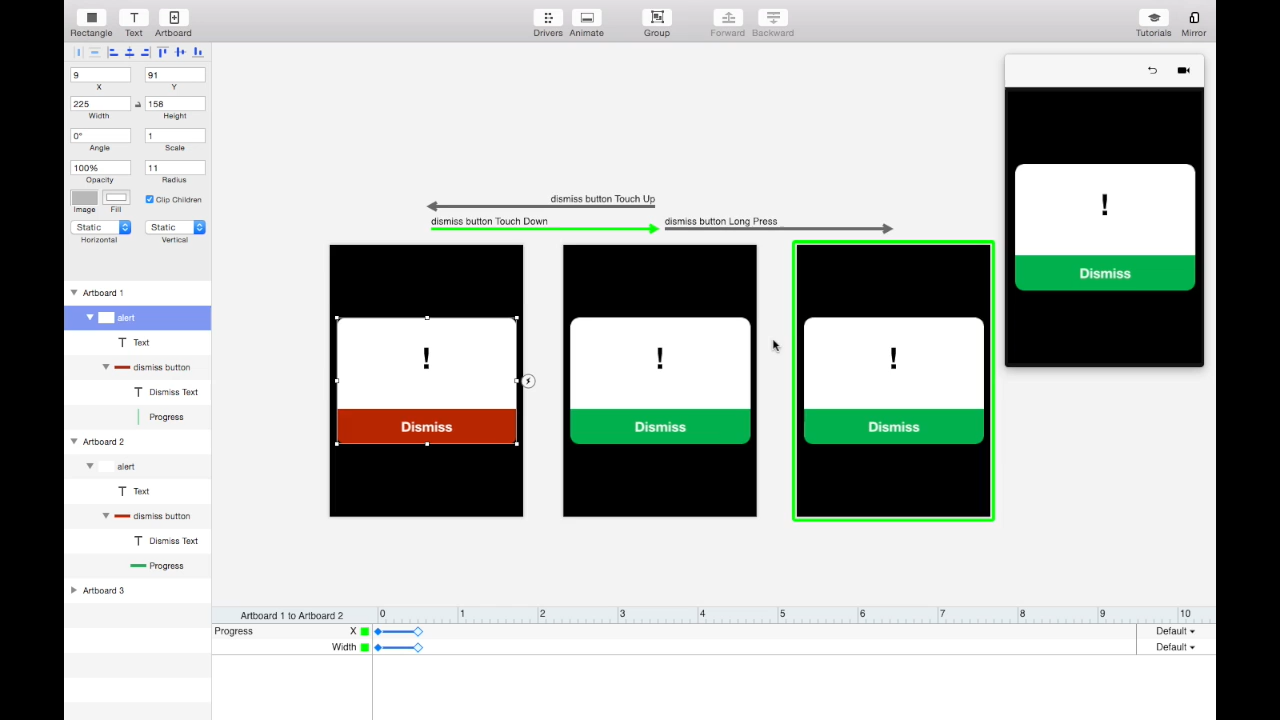 Rectangle Text Artboard Drivers Animate Group Forward Backward Tutorials Mirror
9 91
X Y
225 158
Width Height
0° 1
Angle Scale
100% 11
Opacity Radius
Image Fill Clip Children
Static Static
Horizontal Vertical
Artboard 1
alert
T Text
dismiss button
T Dismiss Text
Progress
Artboard 2
alert
T Text
dismiss button
T Dismiss Text
Progress
Artboard 3
dismiss button Touch Up
dismiss button Touch Down dismiss button Long Press
!
Dismiss
!
Dismiss
!
Dismiss
!
Dismiss
Artboard 1 to Artboard 2 0 1 2 3 4 5 6 7 8 9 10
Progress X Default
Width Default